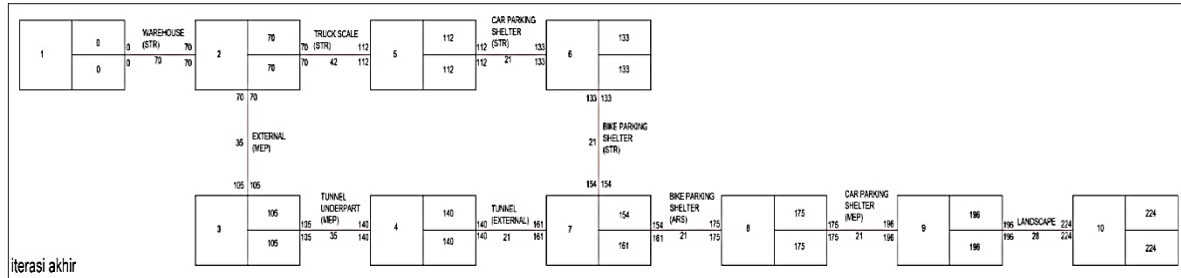 CAR PARKING
WAREHOUSE TRUCK SCALE SHELTER
0 0 (STR) 70 70 70 (STR) 112 112 112 (STR) 133 133
1 2 5 6
0 0 70 70 70 70 42 112 112 112 21 133 133
70 70 133 133
BIKE PARKING
EXTERNAL SHELTER
35 (MEP) 21 (STR)
105 105 154 154
TUNNEL BIKE PARKING CAR PARKING
UNDERPART TUNNEL SHELTER SHELTER
105 105 (MEP) 140 140 140 (EXTERNAL) 161 154 154 (ARS) 175 175 175 (MEP) 196 196 196 LANDSCAPE 224 224
3 4 7 8 9 10
105 105 35 140 140 140 21 161 161 161 21 175 175 175 21 196 196 196 28 224 224
iterasi akhir